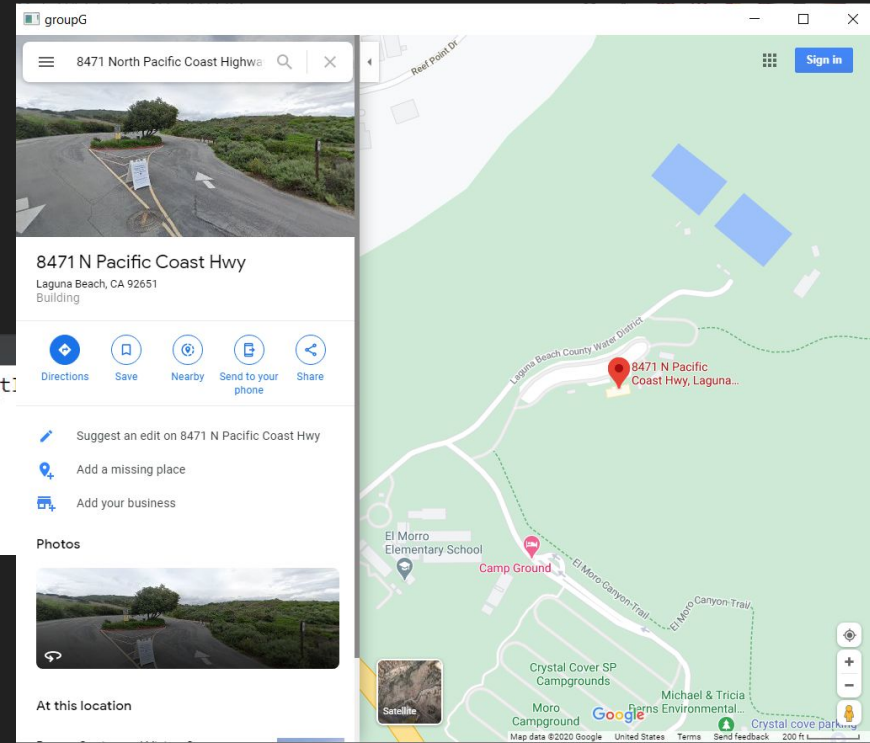 groupG
8471 North Pacific Coast Highwa
Sign in
8471 N Pacific Coast Hwy
Laguna Beach, CA 92651
Building
Directions
Save
Nearby
Send to your
phone
Share
Suggest an edit on 8471 N Pacific Coast Hwy
Add a missing place
Add your business
Photos
At this location
Reef Point Dr
Laguna Beach County Water District
8471 N Pacific
Coast Hwy, Laguna...
El Morro
Elementary School
Camp Ground
El Moro-Canyon-Trail
El Moro Canyon-Trail
Crystal Cover SP
Campgrounds
Moro
Campground
Michael & Tricia
Berns Environmental...
Crystal cove parking
Satellite
Google
Map data ©2020 Google United States Terms Send feedback 200 ft